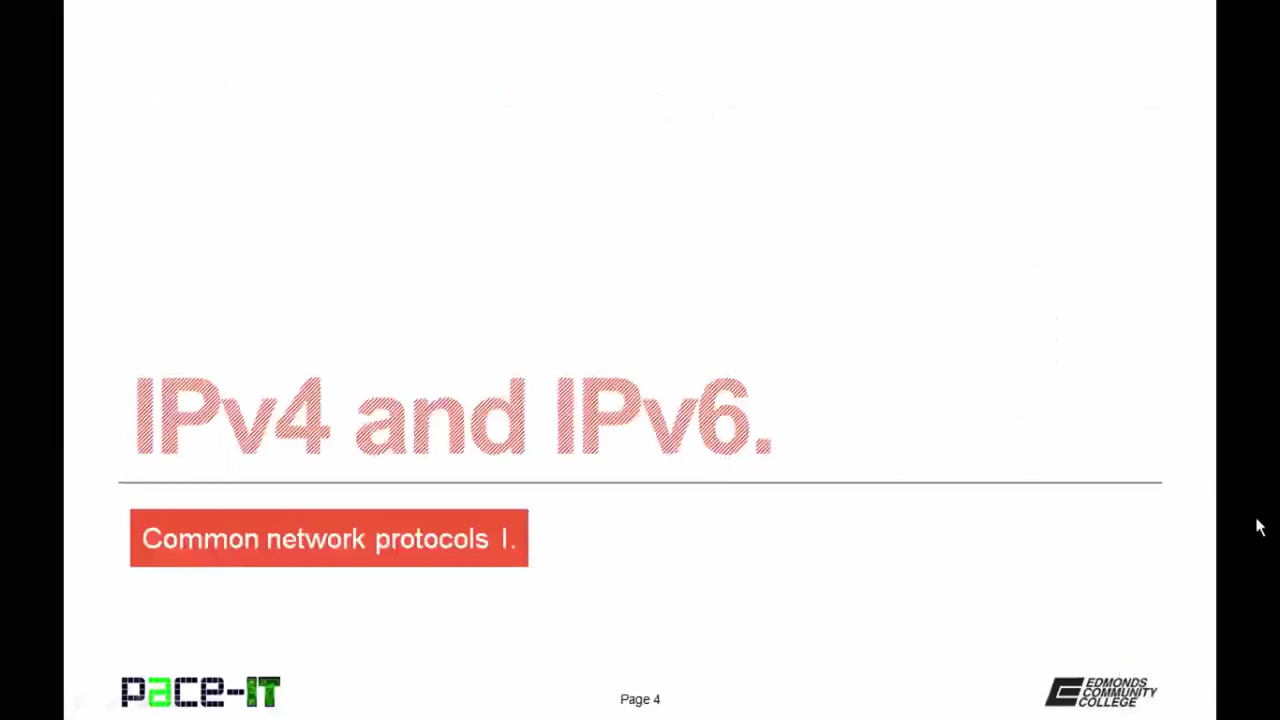 IPv4 and IPv6.
Common network protocols I.
pace-IT
Page 4
EDMONDS
COMMUNITY
COLLEGE